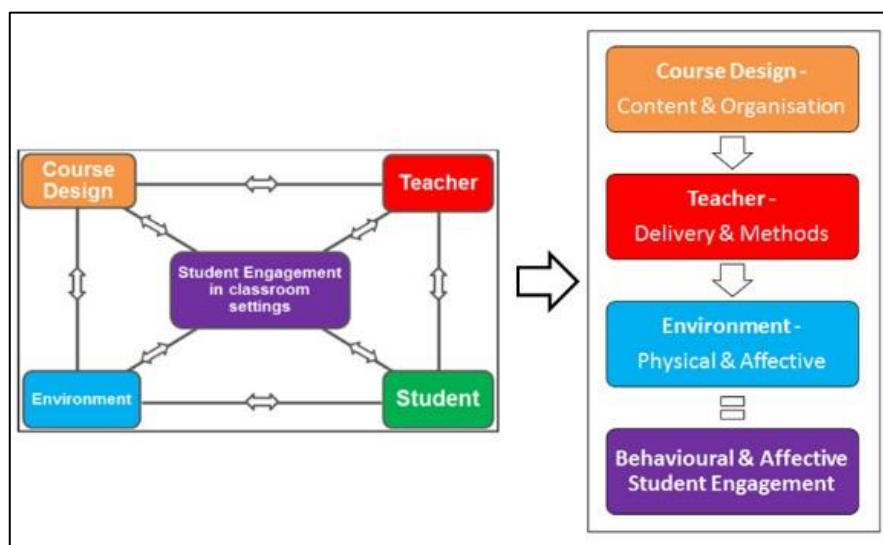 Course
Design
Teacher
Student Engagement
in classroom
settings
Environment
Student
Course Design -
Content & Organisation
Teacher -
Delivery & Methods
Environment -
Physical & Affective
Behavioural & Affective
Student Engagement